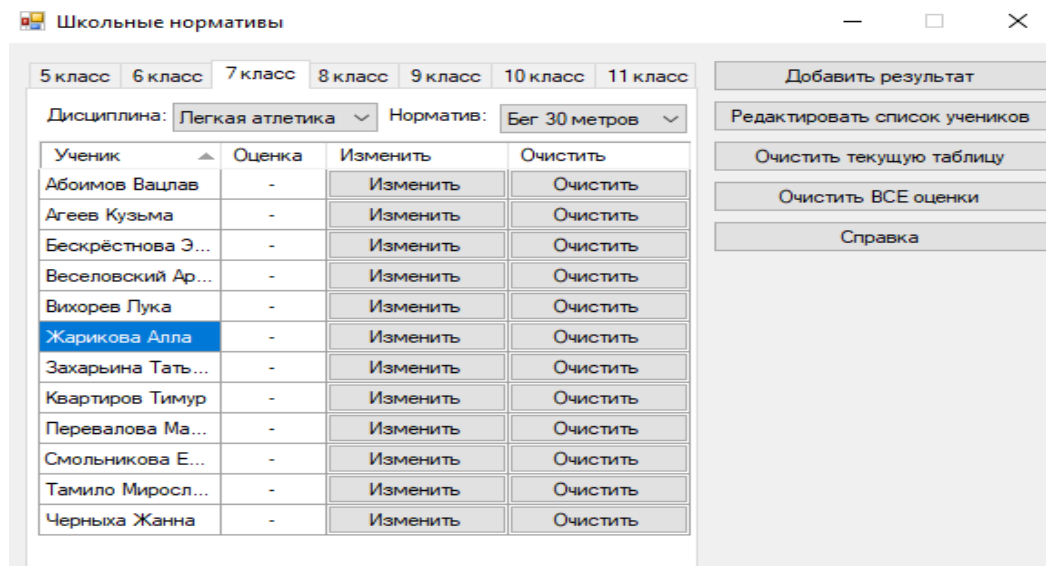 Школьные нормативы
5 класс 6 класс 7 класс 8 класс 9 класс 10 класс 11 класс
Дисциплина: Легкая атлетика Норматив: Бег 30 метров
Ученик Оценка Изменить Очистить
Абоимов Вацлав - Изменить Очистить
Агеев Кузьма - Изменить Очистить
Бескрёстнова Э... - Изменить Очистить
Веселовский Ар... - Изменить Очистить
Вихорев Лука - Изменить Очистить
Жарикова Алла - Изменить Очистить
Захарьина Тать... - Изменить Очистить
Квартиров Тимур - Изменить Очистить
Перевалова Ма... - Изменить Очистить
Смольникова Е... - Изменить Очистить
Тамило Миросл... - Изменить Очистить
Черныха Жанна - Изменить Очистить
Добавить результат
Редактировать список учеников
Очистить текущую таблицу
Очистить ВСЕ оценки
Справка